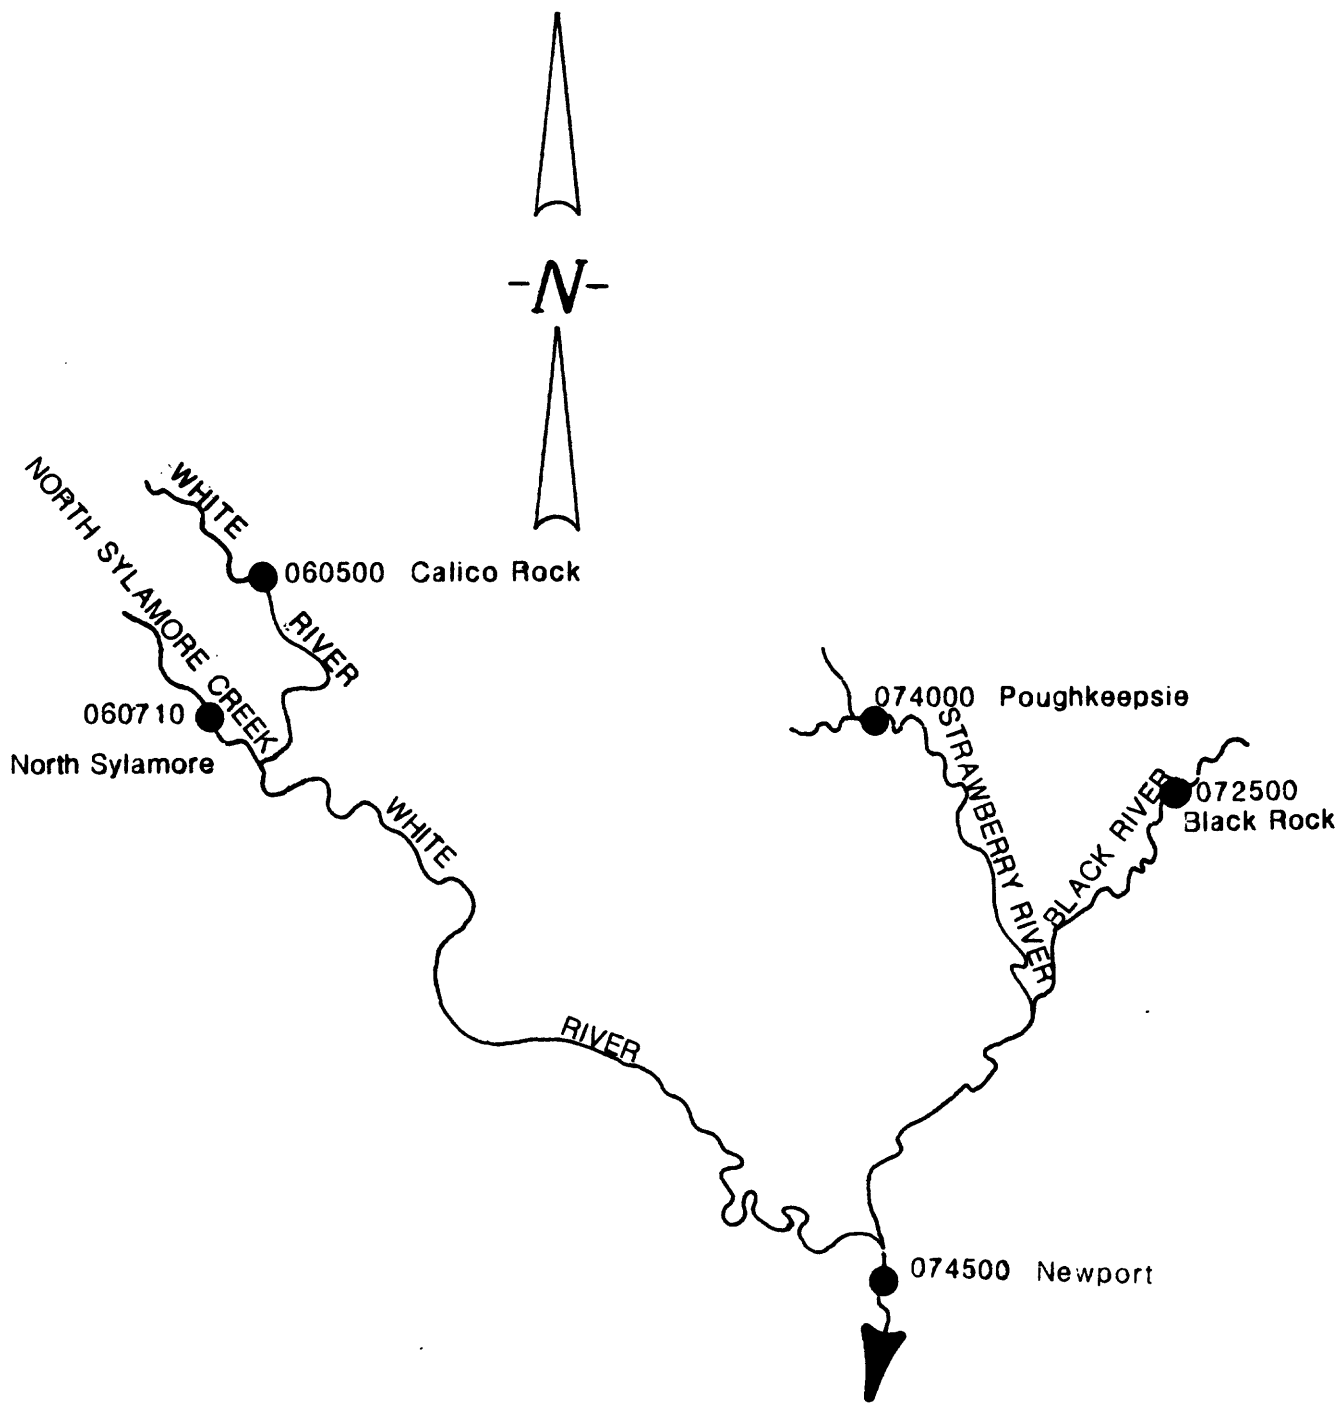 -N-
NORTH SYLAMORE CREEK
WHITE
060500 Calico Rock
RIVER
060710
North Sylamore
074000 Poughkeepsie
STRAWBERRY RIVER
BLACK RIVER
072500
Black Rock
WHITE
RIVER
074500 Newport